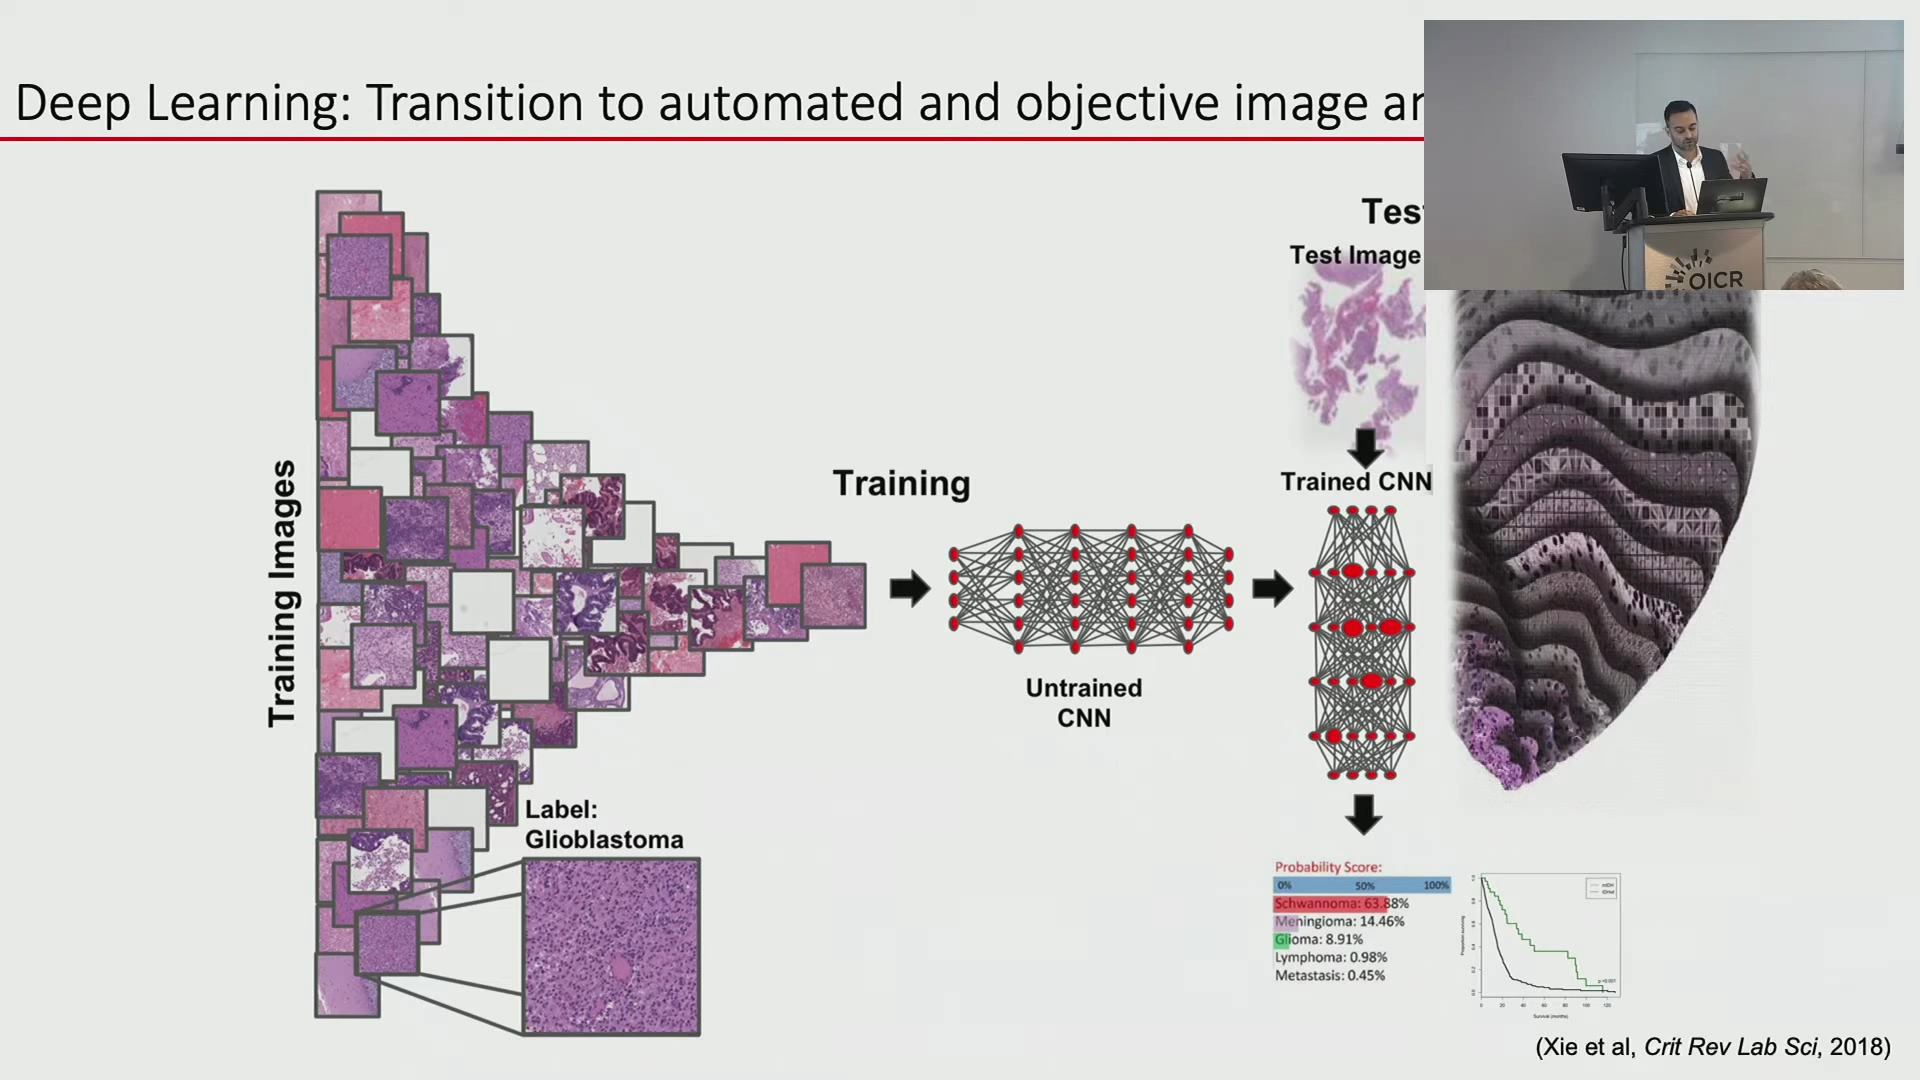 Deep Learning: Transition to automated and objective image
OICR
Test Image
Training Images
Training
Trained CNN
Untrained
CNN
Label:
Glioblastoma
Probability Score:
0% 50% 100%
Schwannoma: 63.88%
Meningioma: 14.46%
Glioma: 8.91%
Lymphoma: 0.98%
Metastasis: 0.45%
Survival (months)
(Xie et al, Crit Rev Lab Sci, 2018)